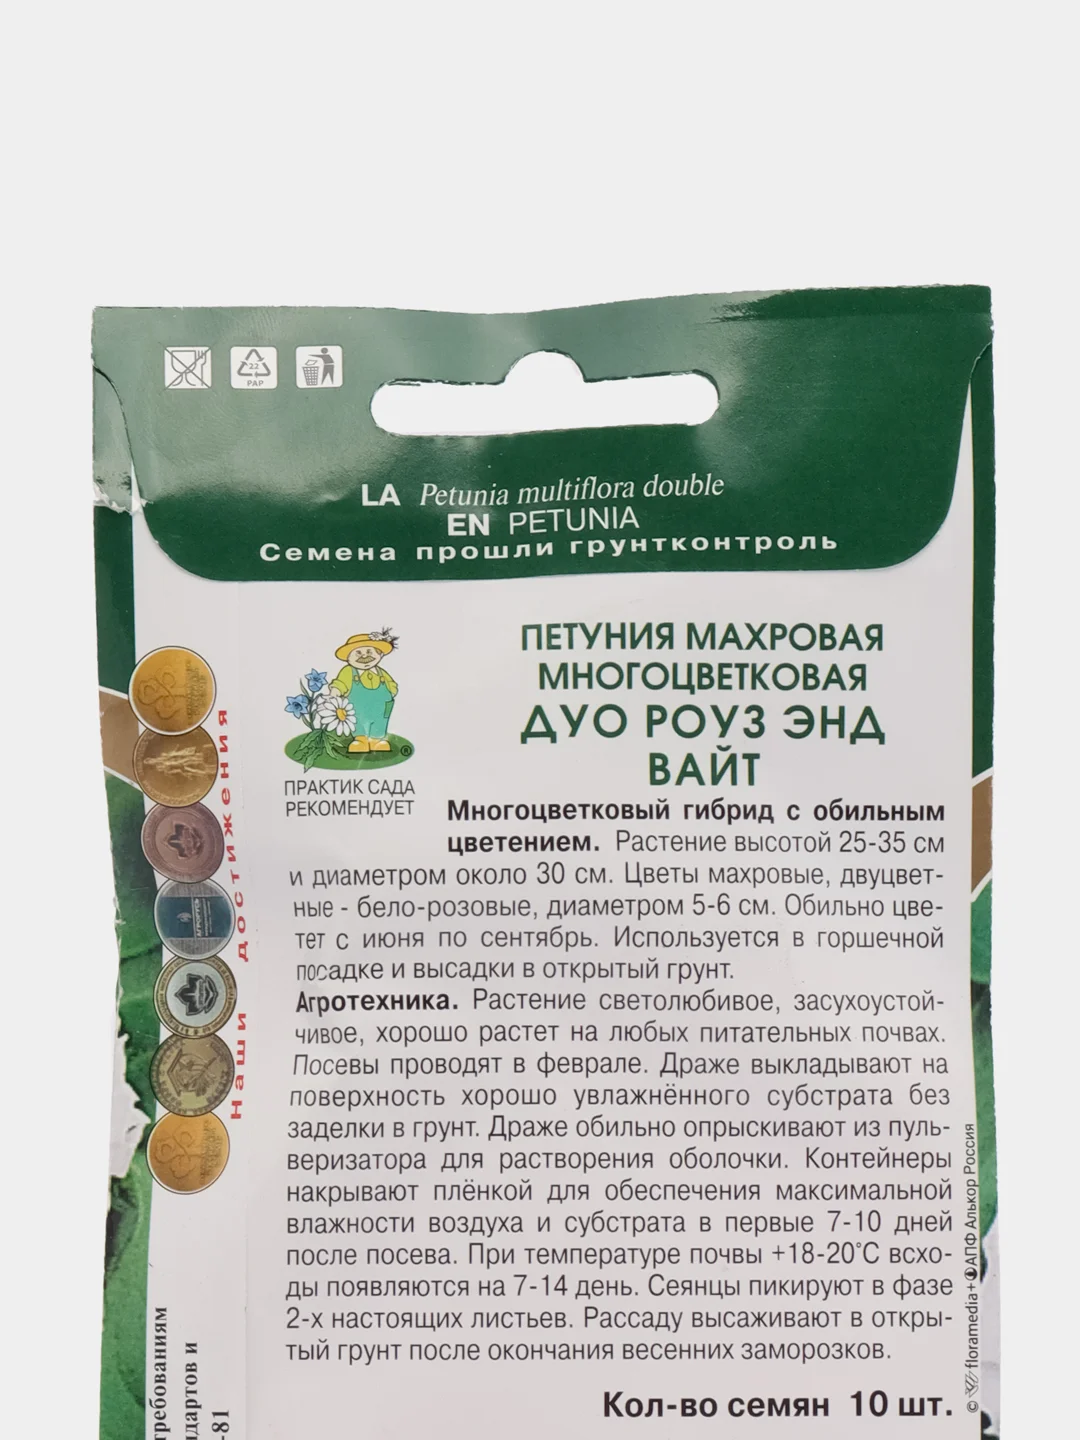 22
PAP
LA Petunia multiflora double
EN PETUNIA
Семена прошли грунтконтроль
ПЕТУНИЯ МАХРОВАЯ
МНОГОЦВЕТКОВАЯ
ДУО РОУЗ ЭНД
ВАЙТ
®
ПРАКТИК САДА
РЕКОМЕНДУЕТ
Многоцветковый гибрид с обильным
цветением. Растение высотой 25-35 см
и диаметром около 30 см. Цветы махровые, двуцвет-
ные - бело-розовые, диаметром 5-6 см. Обильно цве-
тет с июня по сентябрь. Используется в горшечной
посадке и высадки в открытый грунт.
Агротехника. Растение светолюбивое, засухоустой-
чивое, хорошо растет на любых питательных почвах.
Посевы проводят в феврале. Драже выкладывают на
поверхность хорошо увлажнённого субстрата без
заделки в грунт. Драже обильно опрыскивают из пуль-
веризатора для растворения оболочки. Контейнеры
накрывают плёнкой для обеспечения максимальной
влажности воздуха и субстрата в первые 7-10 дней
после посева. При температуре почвы +18-20°С всхо-
ды появляются на 7-14 день. Сеянцы пикируют в фазе
2-х настоящих листьев. Рассаду высаживают в откры-
тый грунт после окончания весенних заморозков.
Кол-во семян 10 шт.
наши достижения
© floramedia+ АПФ Алькор Россия
требованиям
ндартов и
-81